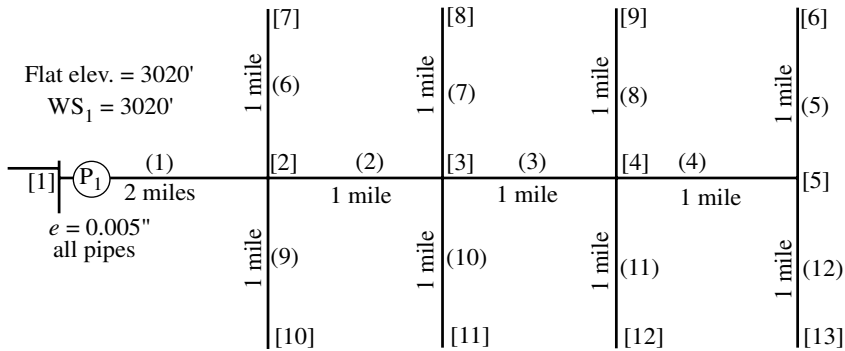 [7] [8] [9] [6]
Flat elev. = 3020'
WS1 = 3020'
1 mile (6) 1 mile (7) 1 mile (8) 1 mile (5)
[1] P1 (1) [2] (2) [3] (3) [4] (4) [5]
2 miles 1 mile 1 mile 1 mile
e = 0.005"
all pipes
1 mile (9) 1 mile (10) 1 mile (11) 1 mile (12)
[10] [11] [12] [13]